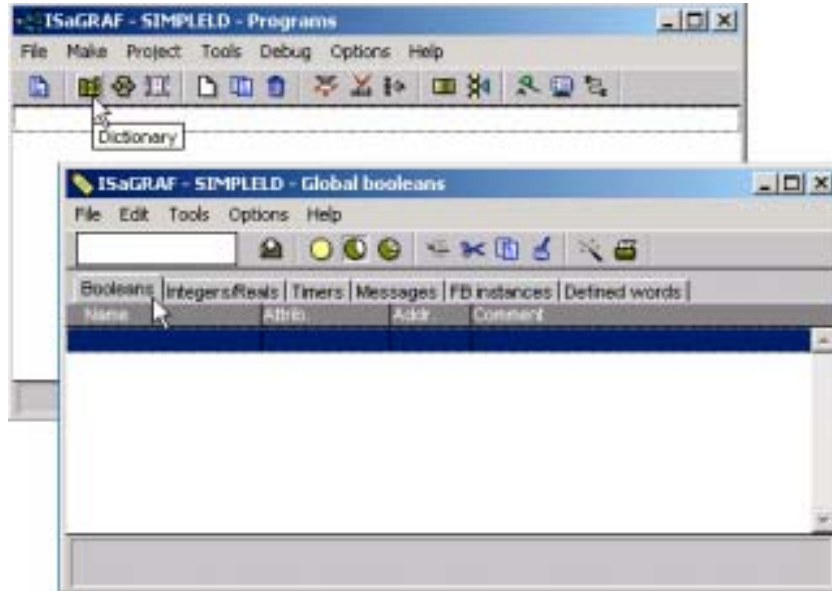 ISaGRAF - SIMPLELD - Programs
File Make Project Tools Debug Options Help
Dictionary
ISaGRAF - SIMPLELD - Global booleans
File Edit Tools Options Help
Booleans Integers/Reals Timers Messages FB instances Defined words
Name Attrib. Addr. Comment